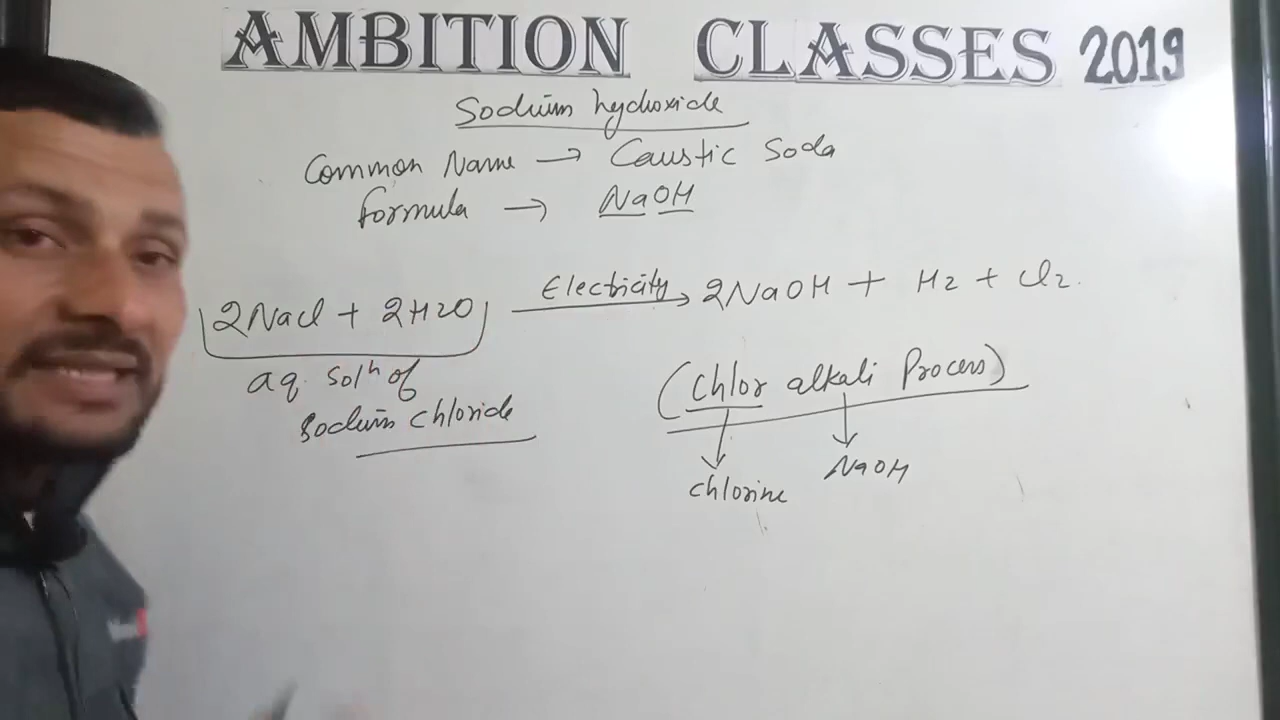 AMBITION CLASSES 2019
Sodium hydroxide
Common Name → Caustic Soda
formula → NaOH
2NaCl + 2H2O Electricity → 2NaOH + H2 + Cl2.
aq. solⁿ of
Sodium chloride
(Chlor alkali Process)
chlorine
NaOH